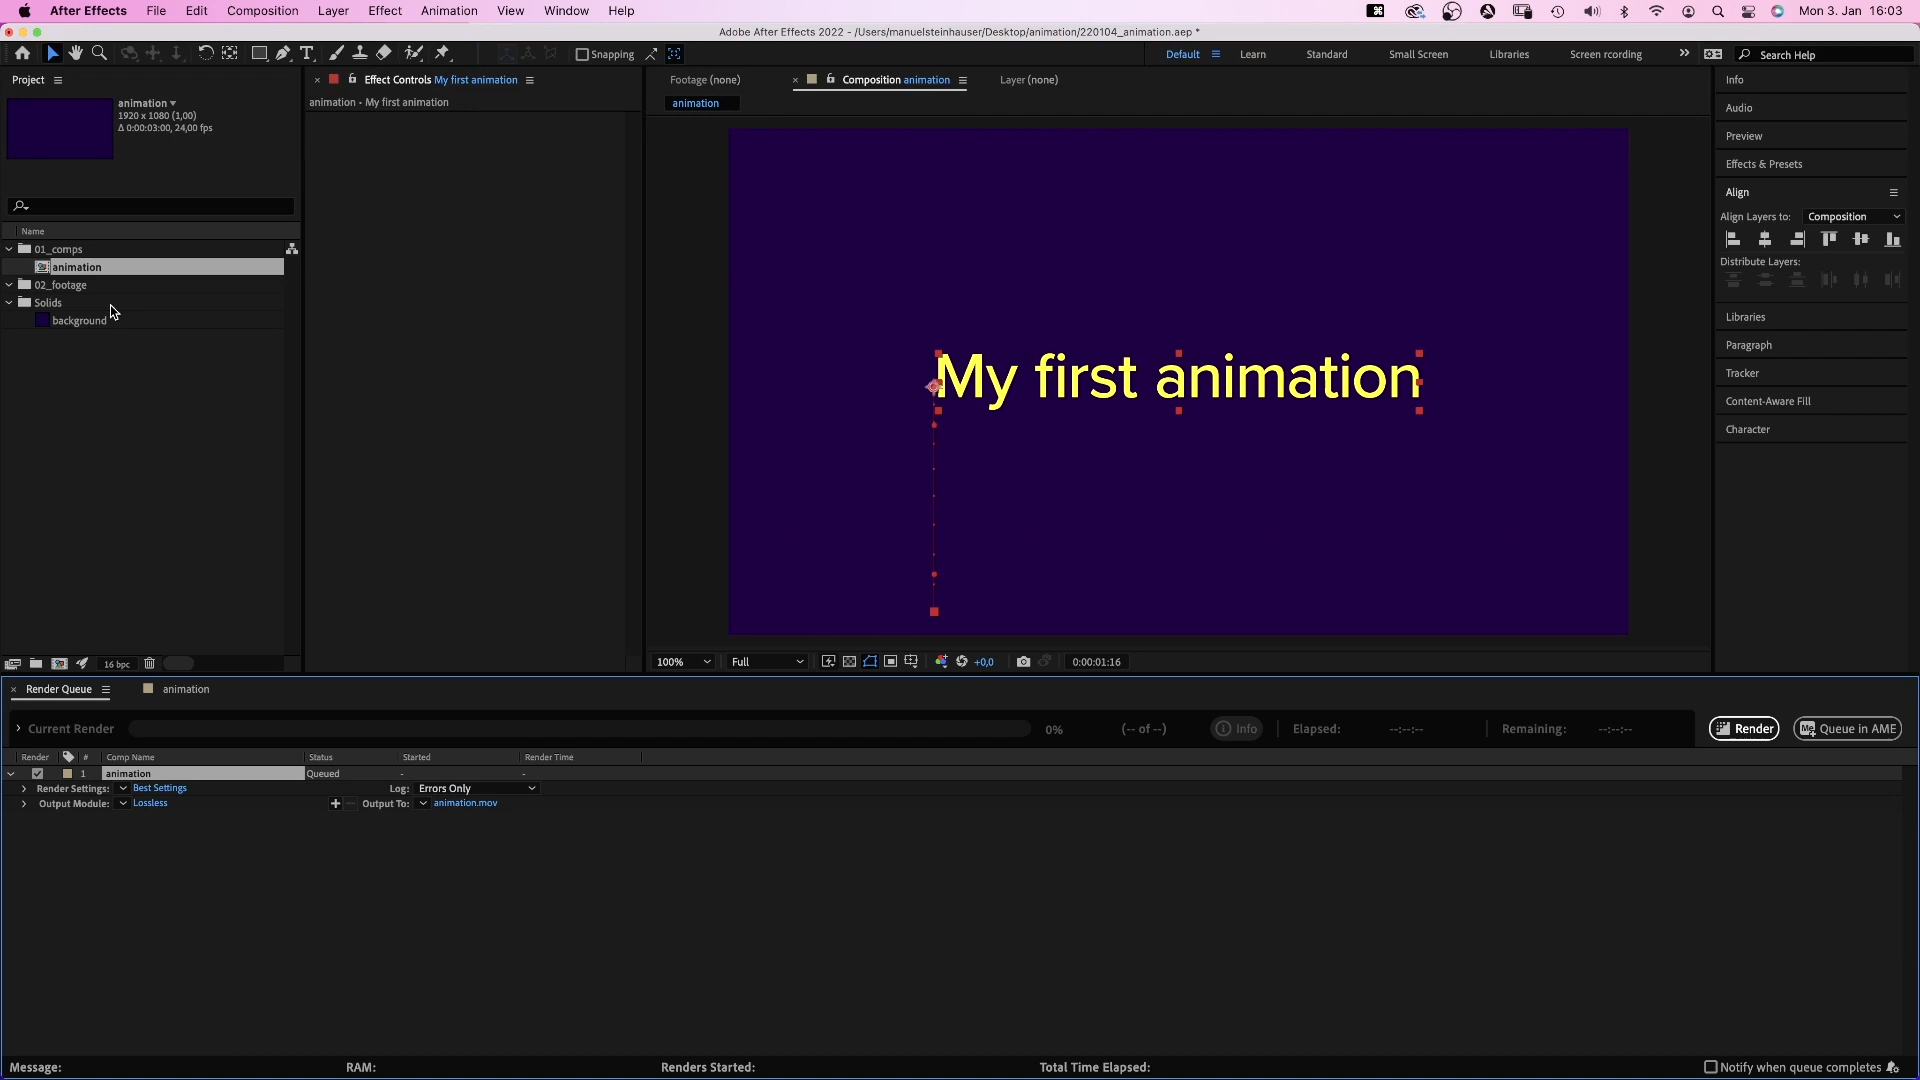 After Effects File Edit Composition Layer Effect Animation View Window Help Mon 3. Jan 16:03
Adobe After Effects 2022 - /Users/manuelsteinhauser/Desktop/animation/220104_animation.aep *
Snapping Default Learn Standard Small Screen Libraries Screen rcording Search Help
Project Effect Controls My first animation Footage (none) Composition animation Layer (none) Info
animation animation • My first animation animation
1920 x 1080 (1,00)
Δ 0:00:03:00, 24,00 fps
Audio
Preview
Effects & Presets
Align
Align Layers to: Composition
Distribute Layers:
Libraries
Paragraph
Tracker
Content-Aware Fill
Character
Name
01_comps
animation
02_footage
Solids
background
My first animation
16 bpc 100% Full +0,0 0:00:01:16
Render Queue animation
Current Render 0% (-- of --) Info Elapsed: --:--:-- Remaining: --:--:-- Render Queue in AME
Render # Comp Name Status Started Render Time
1 animation Queued - -
Render Settings: Best Settings Log: Errors Only
Output Module: Lossless Output To: animation.mov
Message: RAM: Renders Started: Total Time Elapsed: Notify when queue completes